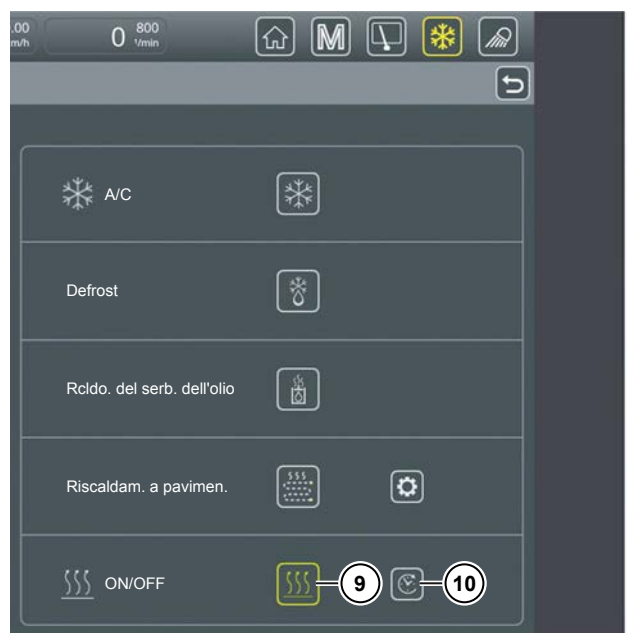 .00 0 800
m/h 1/min
M
A/C
Defrost
Rcldo. del serb. dell'olio
Riscaldam. a pavimen.
ON/OFF 9 10